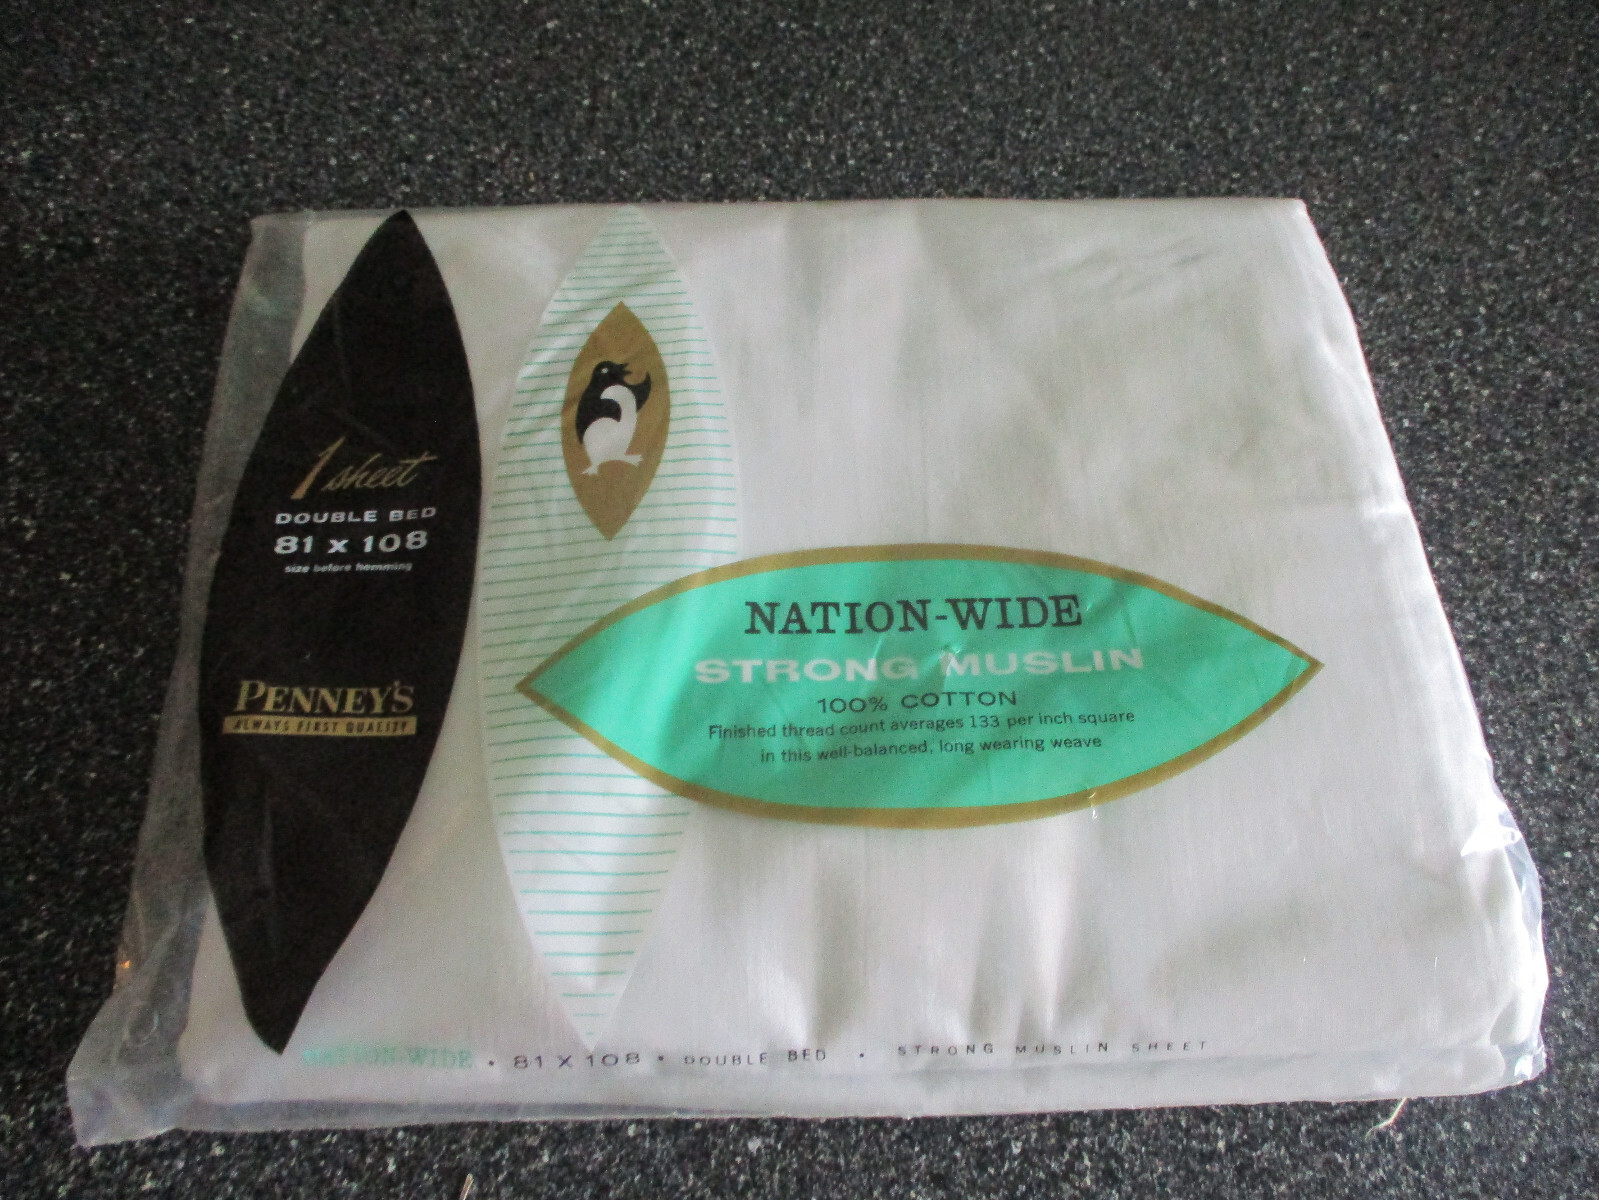 1 sheet
DOUBLE BED
81 x 108
size before hemming
PENNEY'S
ALWAYS FIRST QUALITY
NATION-WIDE
STRONG MUSLIN
100% COTTON
Finished thread count averages 133 per inch square
in this well-balanced, long wearing weave
NATION-WIDE • 81 X 108 • DOUBLE BED • STRONG MUSLIN SHEET